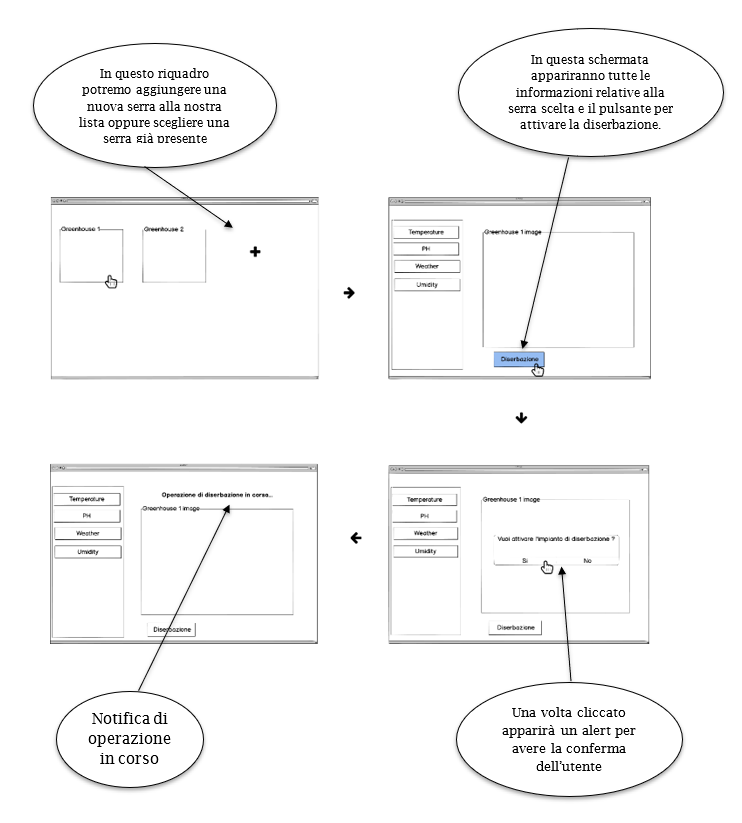 In questo riquadro
potremo aggiungere una
nuova serra alla nostra
lista oppure scegliere una
serra già presente
In questa schermata
appariranno tutte le
informazioni relative alla
serra scelta e il pulsante per
attivare la diserbazione.
Greenhouse 1
Greenhouse 2
Temperature
PH
Weather
Umidity
Greenhouse 1 image
Diserbazione
Temperature
PH
Weather
Umidity
Greenhouse 1 image
Vuoi attivare l'impianto di diserbazione ?
Si
No
Diserbazione
Temperature
PH
Weather
Umidity
Operazione di diserbazione in corso...
Greenhouse 1 image
Diserbazione
Notifica di
operazione
in corso
Una volta cliccato
apparirà un alert per
avere la conferma
dell'utente